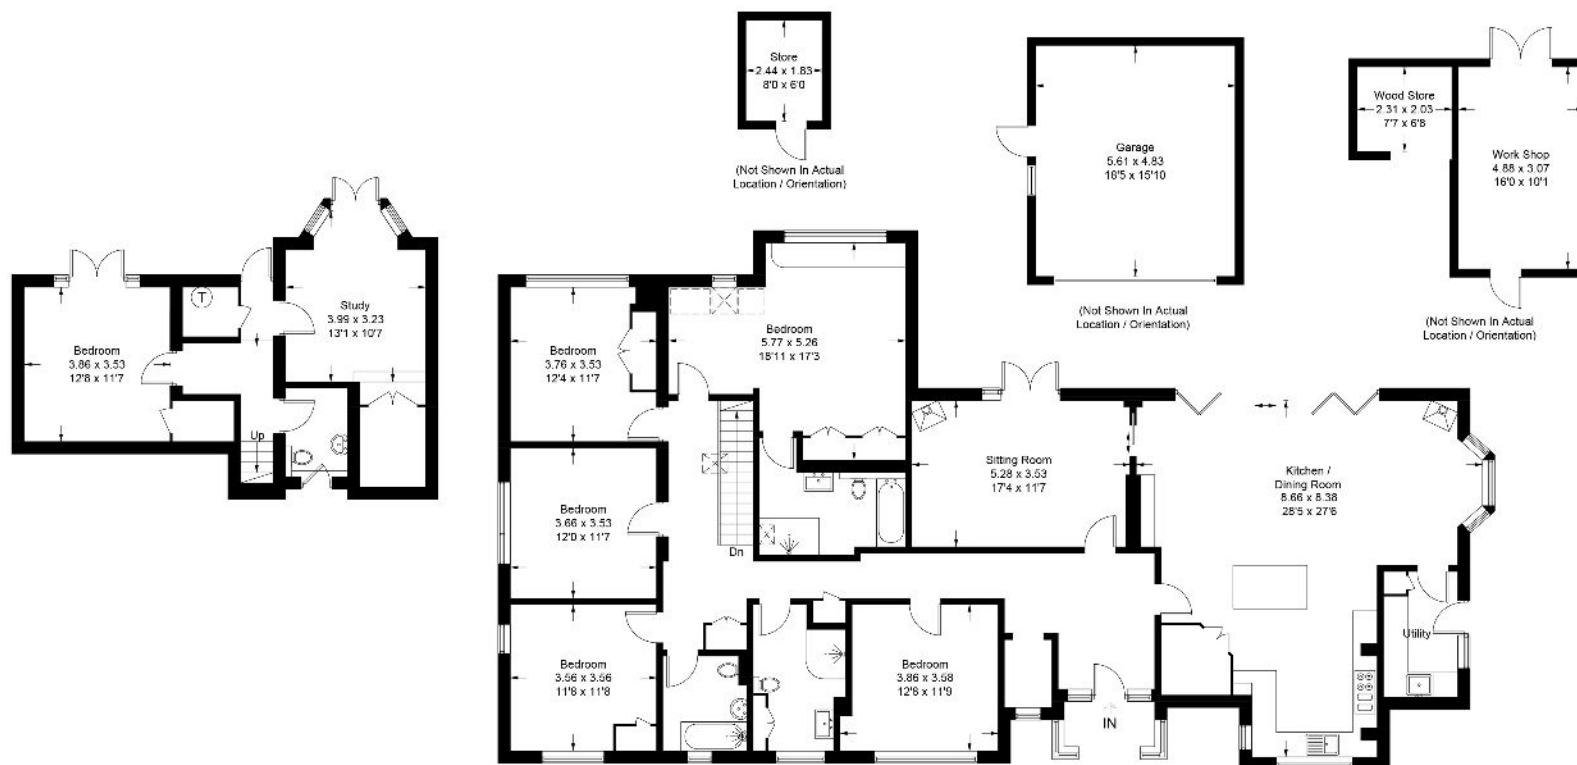 Store
2.44 x 1.83
8'0 x 6'0
(Not Shown In Actual
Location / Orientation)
Garage
5.61 x 4.83
18'5 x 15'10
(Not Shown In Actual
Location / Orientation)
Wood Store
2.31 x 2.03
7'7 x 6'8
Work Shop
4.88 x 3.07
16'0 x 10'1
(Not Shown In Actual
Location / Orientation)
T
Study
3.99 x 3.23
13'1 x 10'7
Bedroom
3.86 x 3.53
12'8 x 11'7
Up
Bedroom
3.76 x 3.53
12'4 x 11'7
Bedroom
5.77 x 5.26
18'11 x 17'3
Bedroom
3.66 x 3.53
12'0 x 11'7
Dn
Sitting Room
5.28 x 3.53
17'4 x 11'7
Kitchen /
Dining Room
8.66 x 8.38
28'5 x 27'6
Utility
Bedroom
3.56 x 3.56
11'8 x 11'8
Bedroom
3.86 x 3.58
12'8 x 11'9
IN